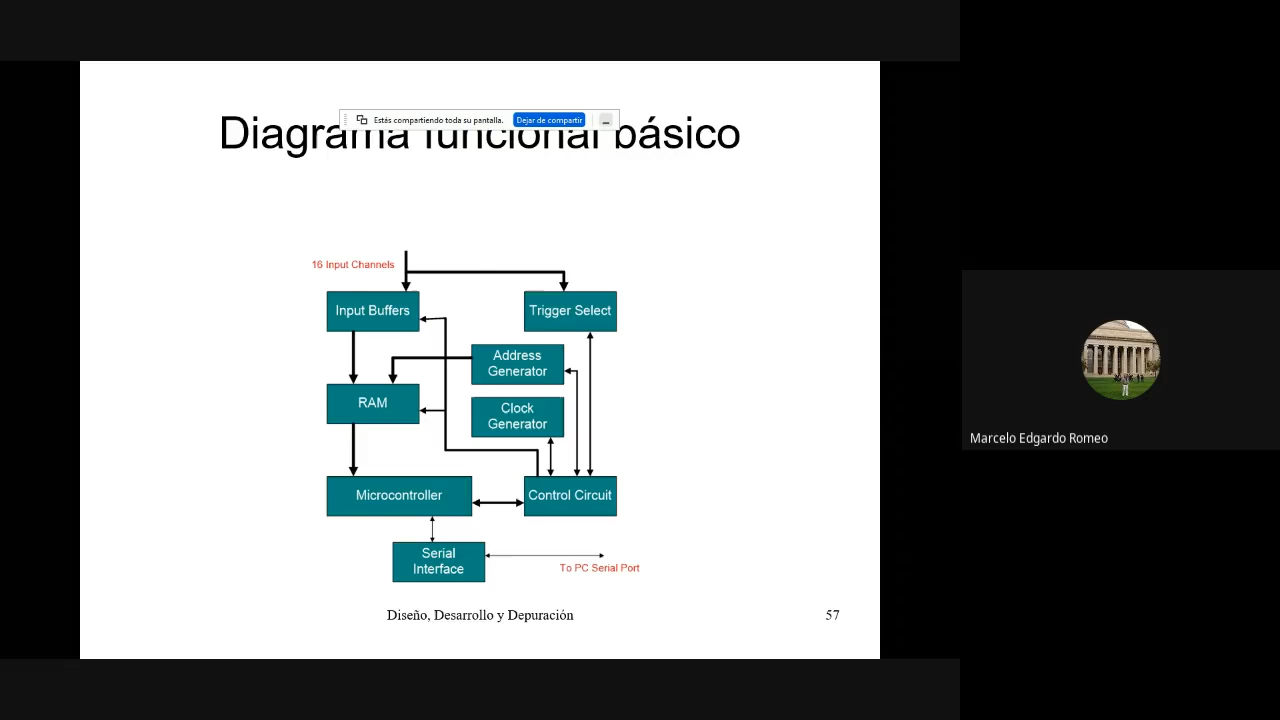 Estás compartiendo toda su pantalla.
Dejar de compartir
Diagrama funcional básico
16 Input Channels
Input Buffers
Trigger Select
Address
Generator
RAM
Clock
Generator
Microcontroller
Control Circuit
Serial
Interface
To PC Serial Port
Diseño, Desarrollo y Depuración
57
Marcelo Edgardo Romeo